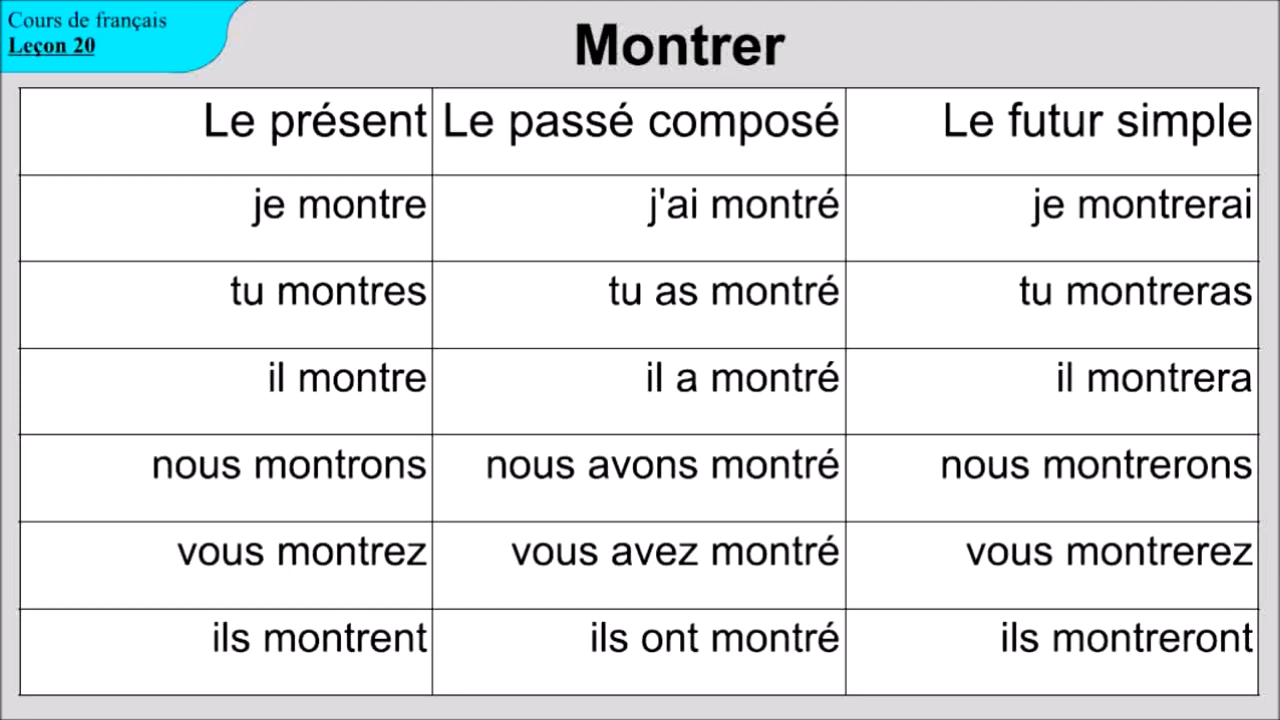 Cours de français
Leçon 20
Montrer
Le présent Le passé composé Le futur simple
je montre j'ai montré je montrerai
tu montres tu as montré tu montreras
il montre il a montré il montrera
nous montrons nous avons montré nous montrerons
vous montrez vous avez montré vous montrerez
ils montrent ils ont montré ils montreront